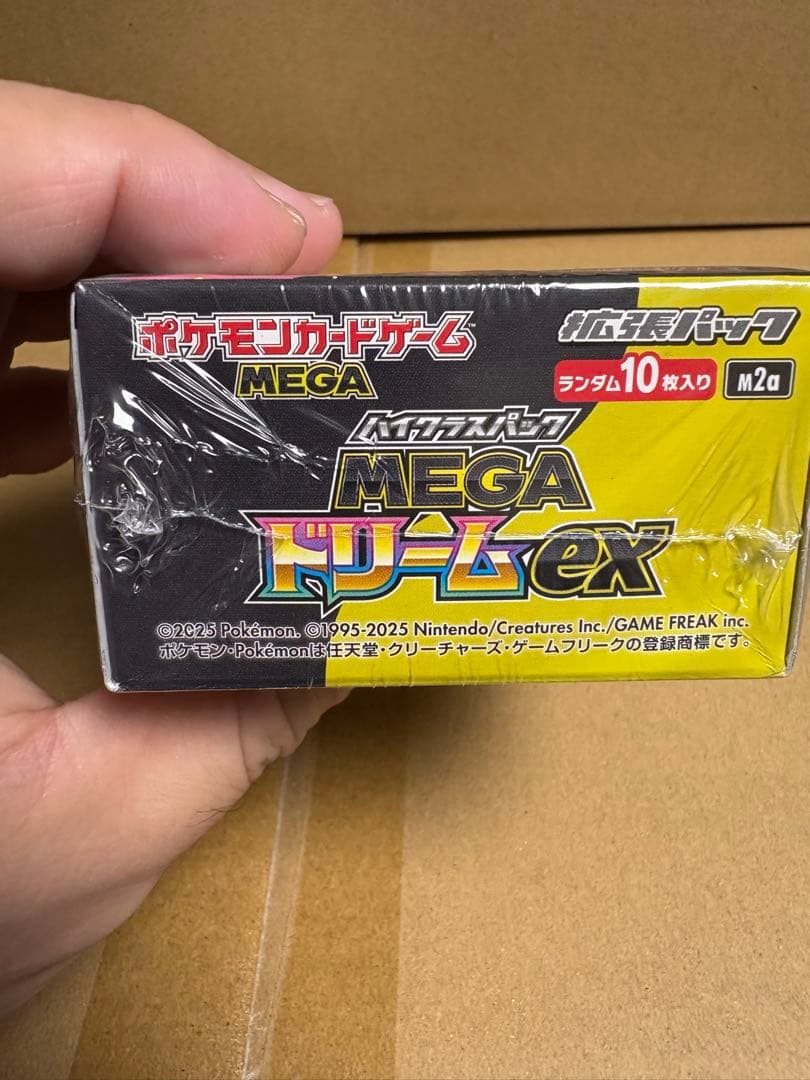 ポケモンカードゲーム™
MEGA
拡張パック
ランダム10枚入り
M2a
ハイクラスパック
MEGA
ドリームex
©2025 Pokémon. ©1995-2025 Nintendo/Creatures Inc./GAME FREAK inc.
ポケモン・Pokémonは任天堂・クリーチャーズ・ゲームフリークの登録商標です。